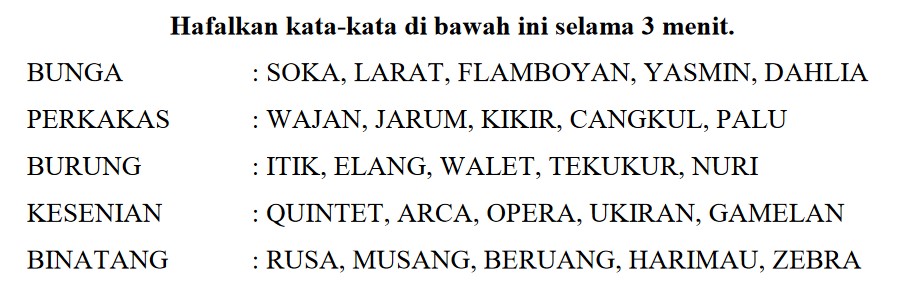 Hafalkan kata-kata di bawah ini selama 3 menit.
BUNGA : SOKA, LARAT, FLAMBOYAN, YASMIN, DAHLIA
PERKAKAS : WAJAN, JARUM, KIKIR, CANGKUL, PALU
BURUNG : ITIK, ELANG, WALET, TEKUKUR, NURI
KESENIAN : QUINTET, ARCA, OPERA, UKIRAN, GAMELAN
BINATANG : RUSA, MUSANG, BERUANG, HARIMAU, ZEBRA